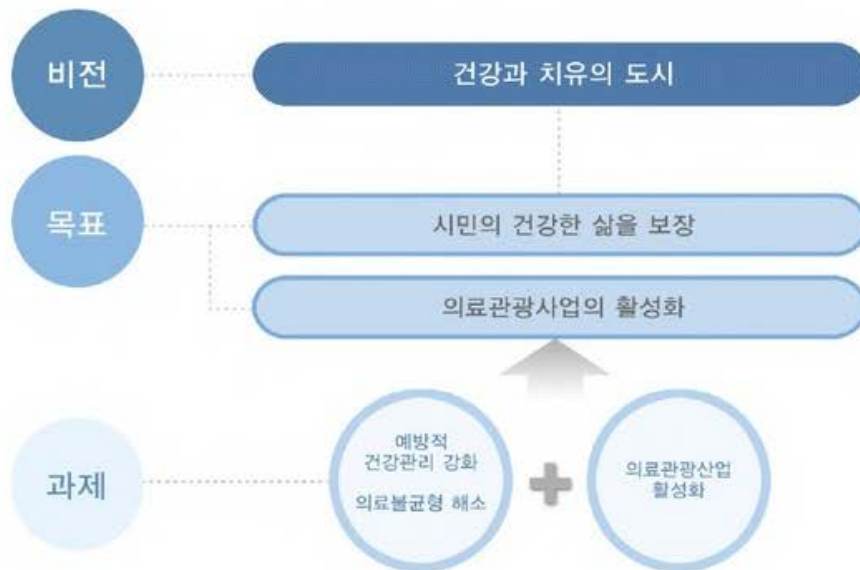 비전
건강과 치유의 도시
목표
시민의 건강한 삶을 보장
의료관광사업의 활성화
과제
예방적
건강관리 강화
의료불균형 해소
의료관광산업
활성화